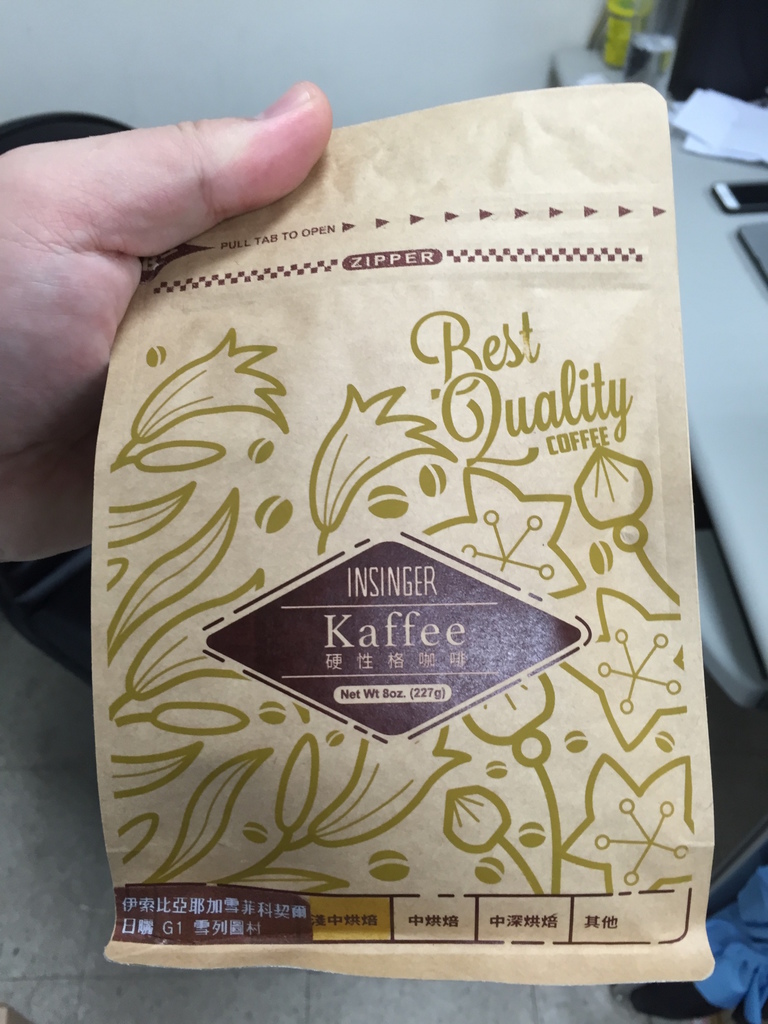 PULL TAB TO OPEN
ZIPPER
Best
Quality
COFFEE
INSINGER
Kaffee
硬性格咖啡
Net Wt 8oz. (227g)
伊索比亞耶加雪菲科契爾
日曬 G1 雪列圖村
淺中烘焙
中烘焙
中深烘焙
其他